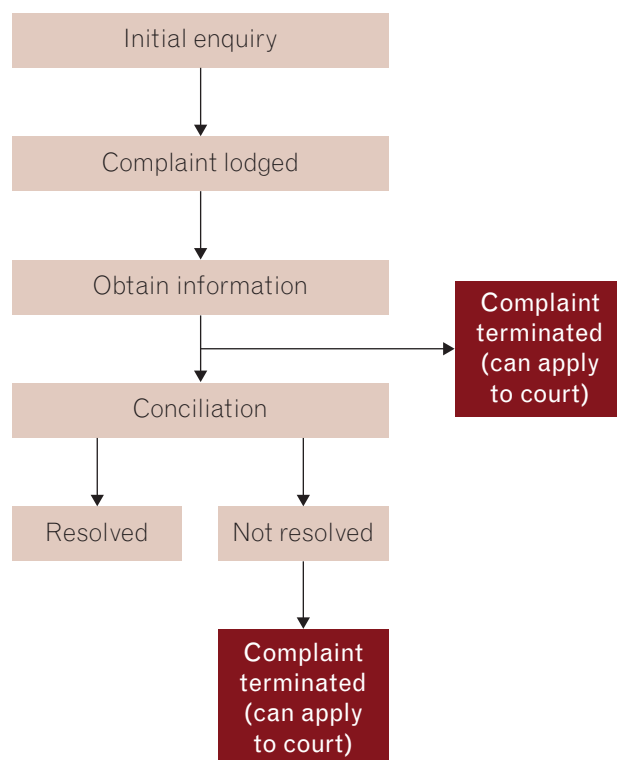 Initial enquiry
Complaint lodged
Obtain information
Complaint
terminated
(can apply
to court)
Conciliation
Resolved
Not resolved
Complaint
terminated
(can apply
to court)